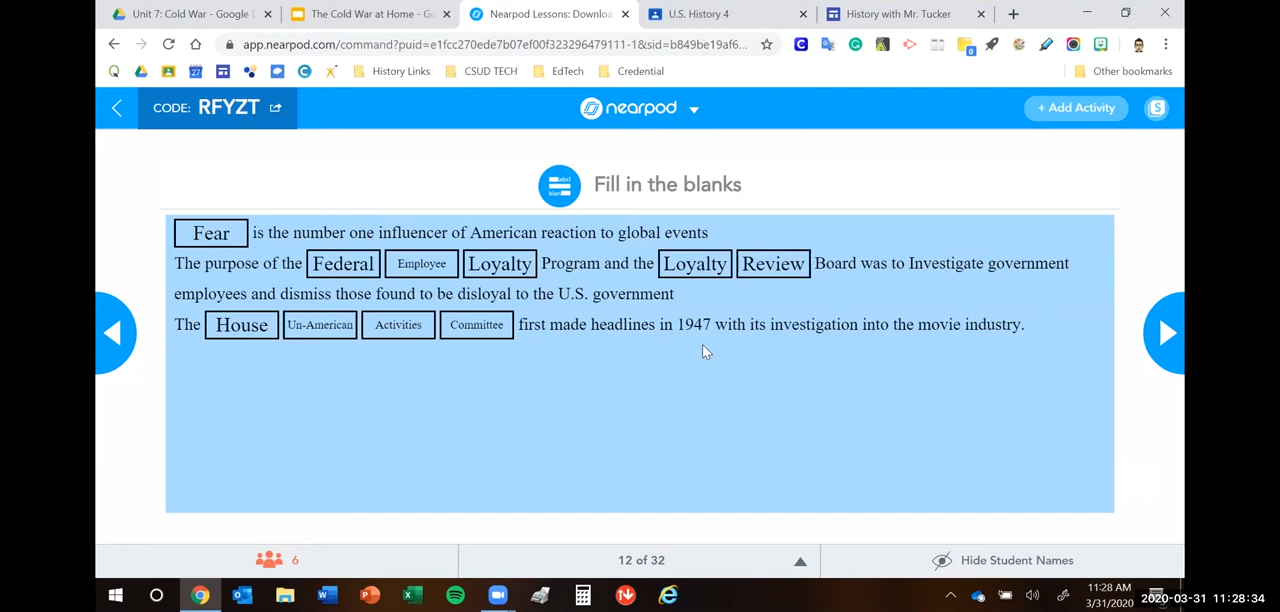 Unit 7: Cold War - Google
The Cold War at Home - Go
Nearpod Lessons: Downloa
U.S. History 4
History with Mr. Tucker
app.nearpod.com/command?puid=e1fcc270ede7b07ef00f323296479111-1&sid=b849be19af6...
History Links
CSUD TECH
EdTech
Credential
Other bookmarks
CODE: RFYZT
nearpod
+ Add Activity
S
Fill in the blanks
Fear is the number one influencer of American reaction to global events
The purpose of the Federal Employee Loyalty Program and the Loyalty Review Board was to Investigate government
employees and dismiss those found to be disloyal to the U.S. government
The House Un-American Activities Committee first made headlines in 1947 with its investigation into the movie industry.
6
12 of 32
Hide Student Names
11:28 AM
3/31/2020
2020-03-31 11:28:34